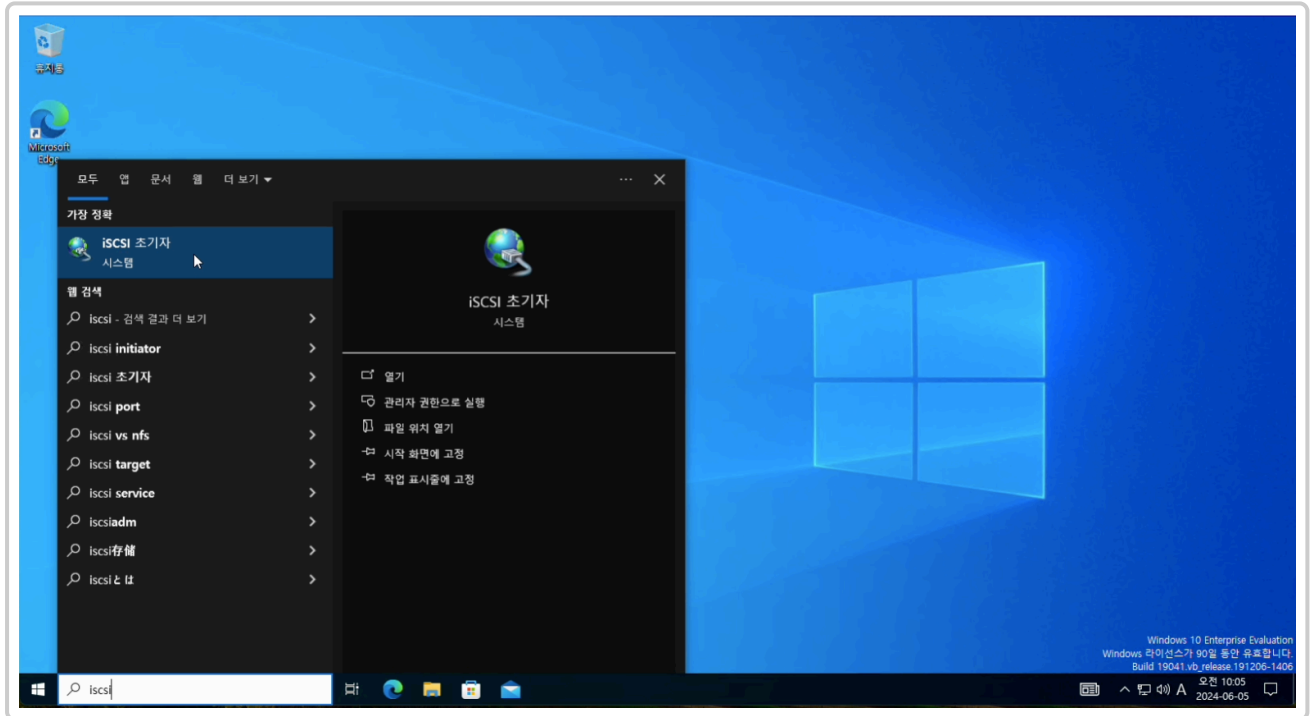 휴지통
Microsoft
Edge
모두 앱 문서 웹 더 보기
가장 정확
iSCSI 초기자
시스템
웹 검색
iscsi - 검색 결과 더 보기
iscsi initiator
iscsi 초기자
iscsi port
iscsi vs nfs
iscsi target
iscsi service
iscsiadm
iscsi存储
iscsiとは
iSCSI 초기자
시스템
열기
관리자 권한으로 실행
파일 위치 열기
시작 화면에 고정
작업 표시줄에 고정
Windows 10 Enterprise Evaluation
Windows 라이선스가 90일 동안 유효합니다.
Build 19041.vb_release.191206-1406
iscsi
A
오전 10:05
2024-06-05